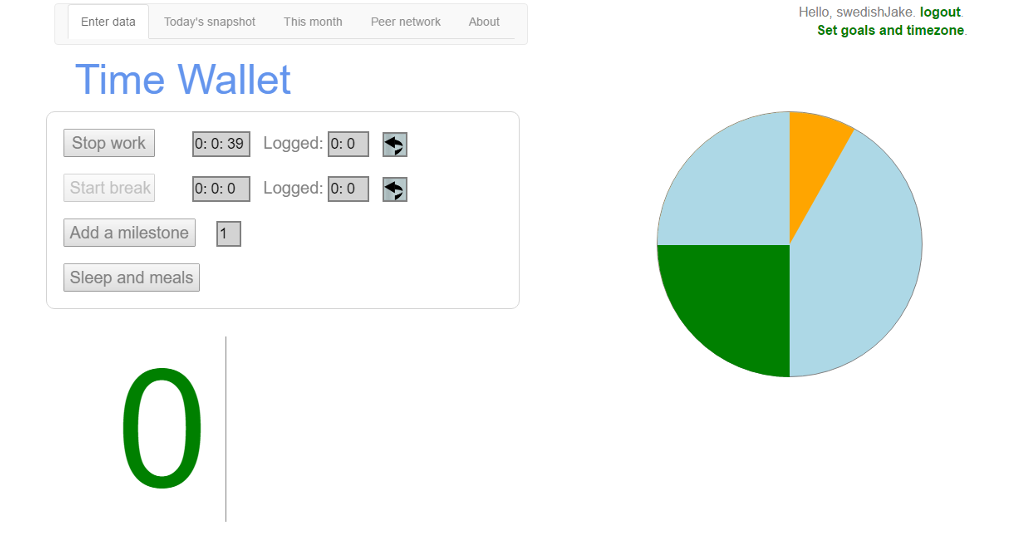 Enter data Today's snapshot This month Peer network About
Hello, swedishJake. logout.
Set goals and timezone.
Time Wallet
Stop work 0: 0: 39 Logged: 0: 0
Start break 0: 0: 0 Logged: 0: 0
Add a milestone 1
Sleep and meals
0